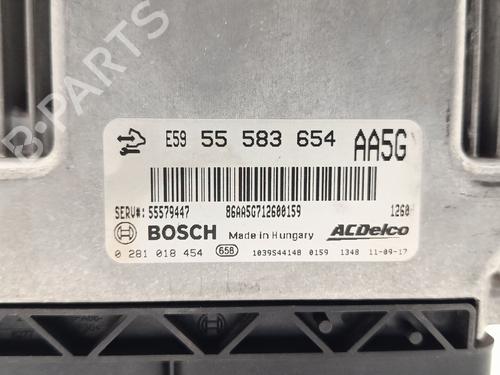 E59 55 583 654 AA5G
SERV#: 55579447 86AA5G712600159 1260
BOSCH Made in Hungary ACDelco
0 281 018 454 658 1039S44148 0159 1348 11-09-17
B-PARTS